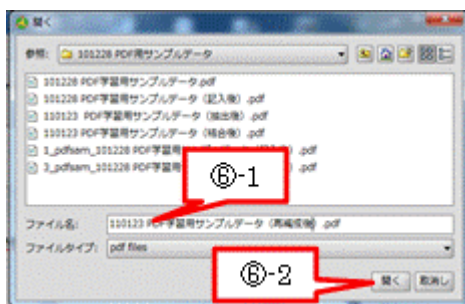 開く
参照: 101228 PDF用サンプルデータ
101228 PDF学習用サンプルデータ.pdf
101228 PDF学習用サンプルデータ（記入後）.pdf
110123 PDF学習用サンプルデータ（抽出後）.pdf
110123 PDF学習用サンプルデータ（結合後）.pdf
1_pdfsam_101228 PDF学習用 .pdf
3_pdfsam_101228 PDF学習用 .pdf
⑥-1
ファイル名: 110123 PDF学習用サンプルデータ（再編成後）.pdf
ファイルタイプ: pdf files
⑥-2
開く 取消し